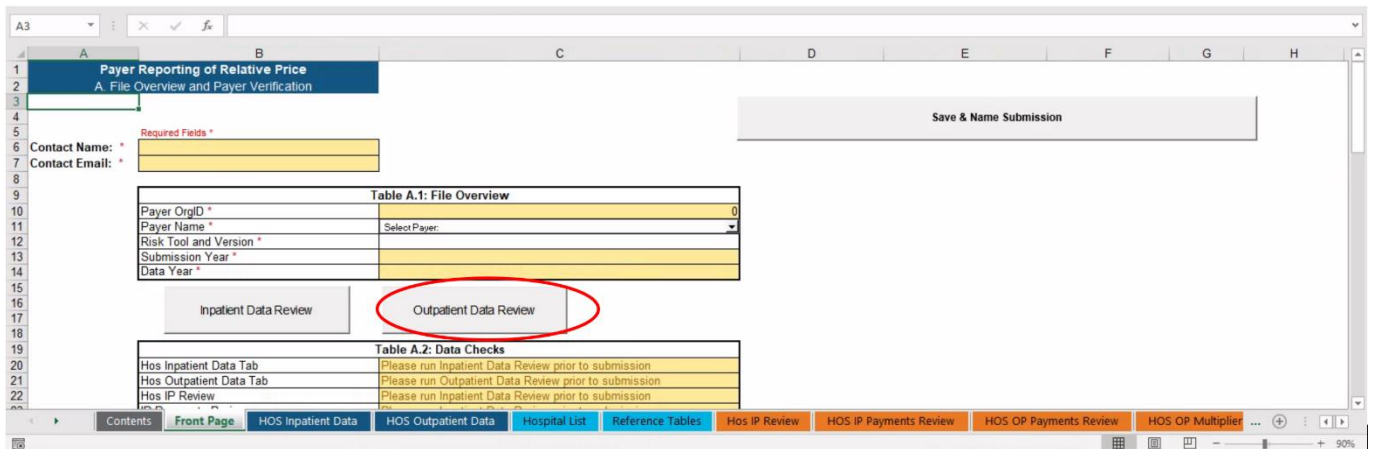 A3 fx
A B C D E F G H
1 Payer Reporting of Relative Price
2 A. File Overview and Payer Verification
3
4 Save & Name Submission
5 Required Fields *
6 Contact Name: *
7 Contact Email: *
8
9 Table A.1: File Overview
10 Payer OrgID * 0
11 Payer Name * Select Payer:
12 Risk Tool and Version *
13 Submission Year *
14 Data Year *
15
16 Inpatient Data Review Outpatient Data Review
17
18
19 Table A.2: Data Checks
20 Hos Inpatient Data Tab Please run Inpatient Data Review prior to submission
21 Hos Outpatient Data Tab Please run Outpatient Data Review prior to submission
22 Hos IP Review Please run Inpatient Data Review prior to submission
Contents Front Page HOS Inpatient Data HOS Outpatient Data Hospital List Reference Tables Hos IP Review HOS IP Payments Review HOS OP Payments Review HOS OP Multiplier ...
90%